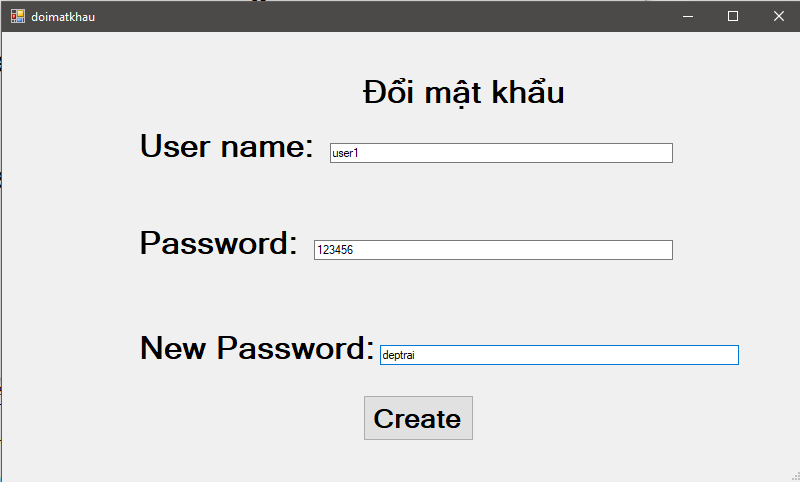 doimatkhau
Đổi mật khẩu
User name: user1
Password: 123456
New Password: deptrai
Create